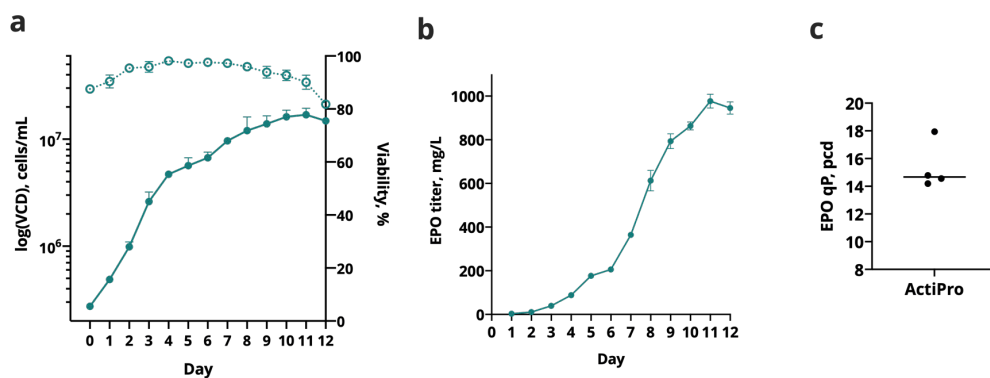 a
log(VCD), cells/mL
10⁷
10⁶
100
80
60
40
20
0
Viability, %
0 1 2 3 4 5 6 7 8 9 10 11 12
Day
b
EPO titer, mg/L
1000
800
600
400
200
0
0 1 2 3 4 5 6 7 8 9 10 11 12
Day
c
EPO qP, pcd
20
18
16
14
12
10
8
ActiPro